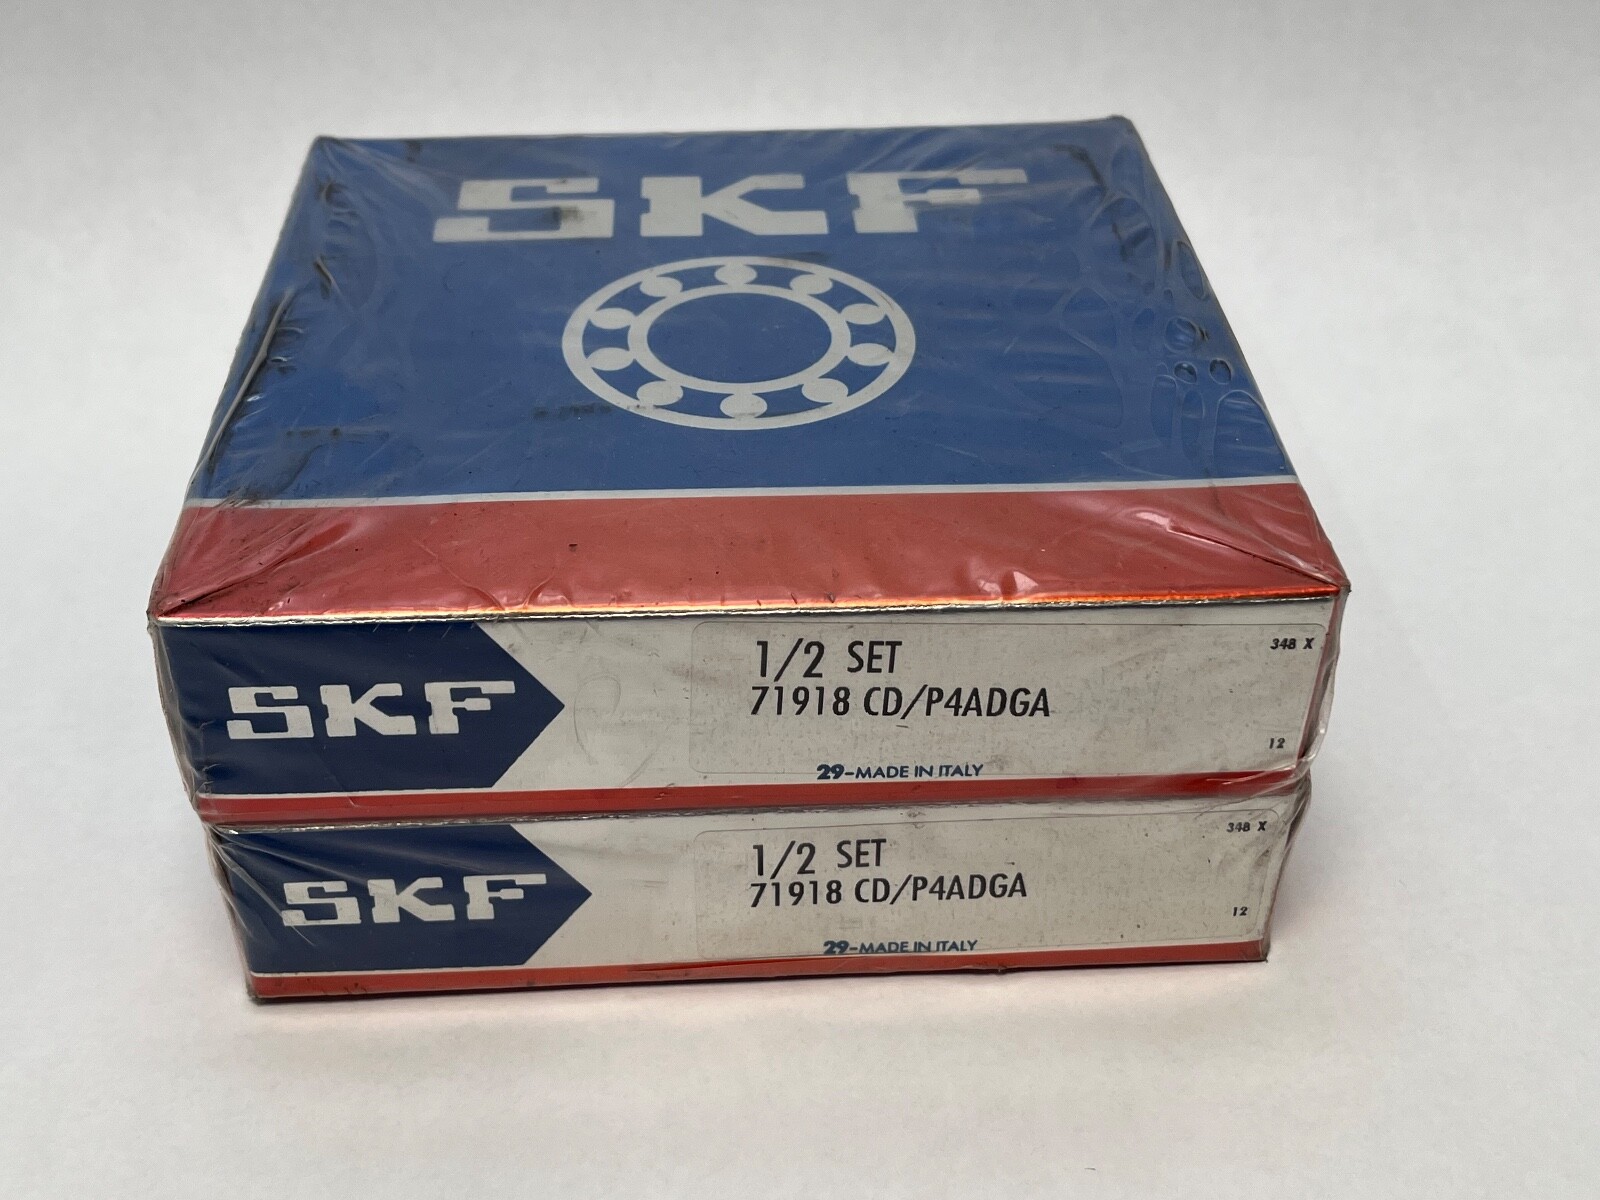 SKF
SKF
1/2 SET
71918 CD/P4ADGA
29-MADE IN ITALY
348 X
12
SKF
1/2 SET
71918 CD/P4ADGA
29-MADE IN ITALY
348 X
12